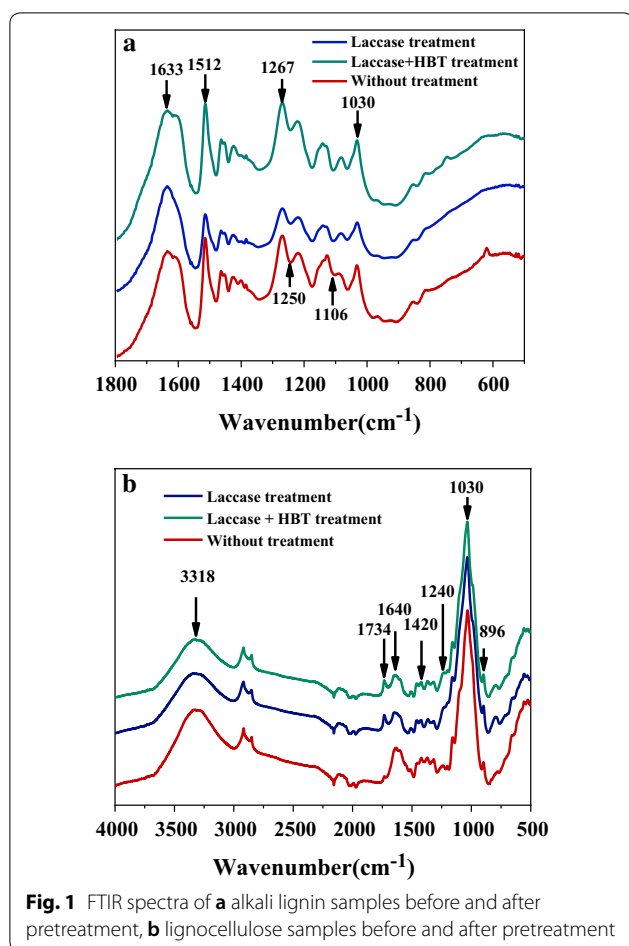 a
Laccase treatment
Laccase+HBT treatment
Without treatment
1633
1512
1267
1030
1250
1106
1800 1600 1400 1200 1000 800 600
Wavenumber(cm⁻¹)
b
Laccase treatment
Laccase + HBT treatment
Without treatment
1030
3318
1734
1640
1420
1240
896
4000 3500 3000 2500 2000 1500 1000 500
Wavenumber(cm⁻¹)
Fig. 1 FTIR spectra of a alkali lignin samples before and after
pretreatment, b lignocellulose samples before and after pretreatment